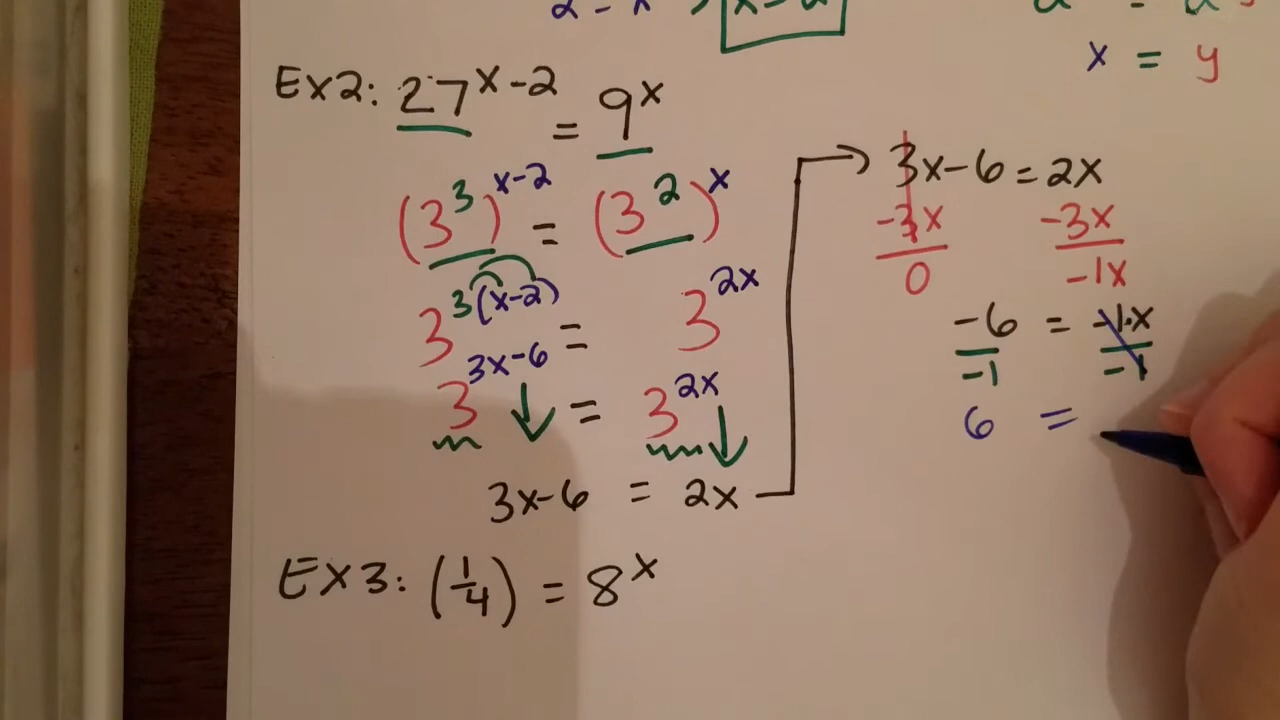 x = y
Ex2: 27^(x-2) = 9^x
(3^3)^(x-2) = (3^2)^x
3^(3(x-2)) = 3^(2x)
3^(3x-6) = 3^(2x)
3x-6 = 2x
3x-6 = 2x
-3x -3x
0 -1x
-6 = -1·x
-1 -1
6 =
Ex3: (1/4) = 8^x